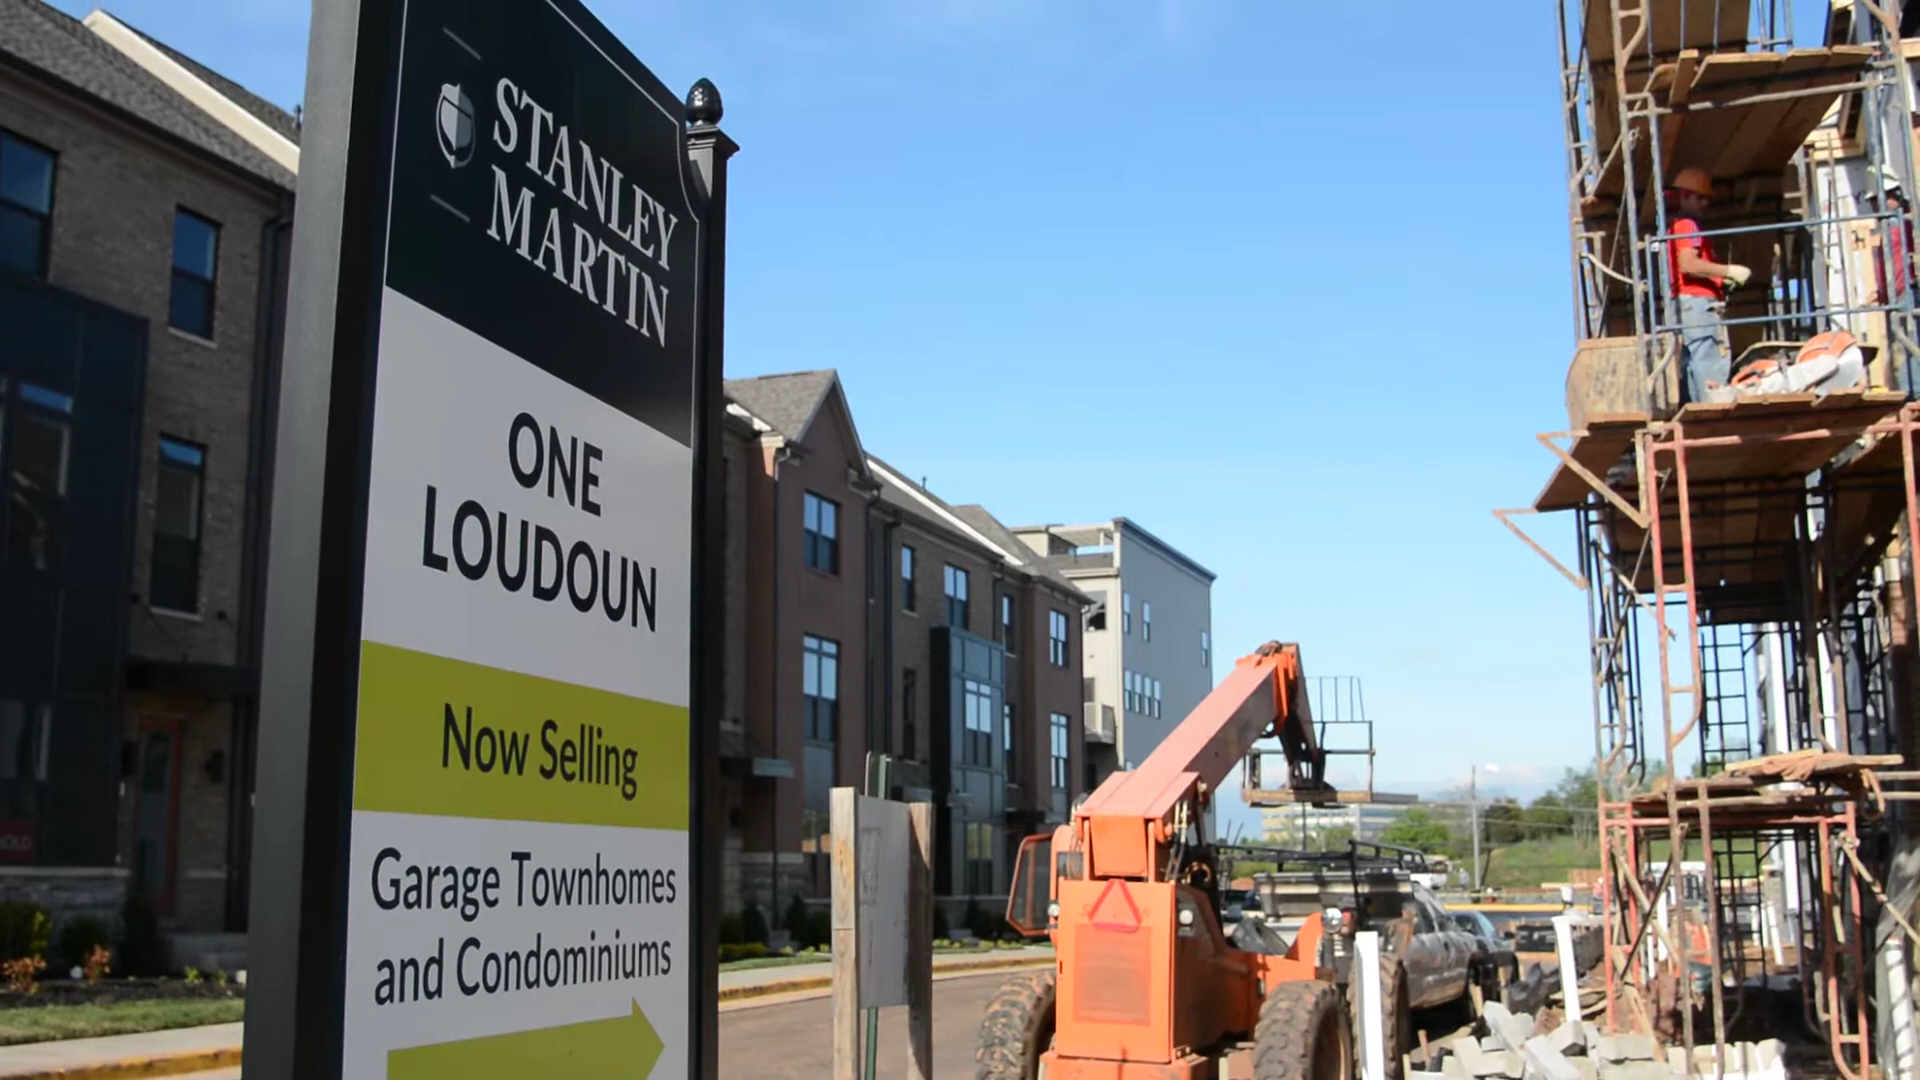 STANLEY
MARTIN
ONE
LOUDOUN
Now Selling
Garage Townhomes
and Condominiums